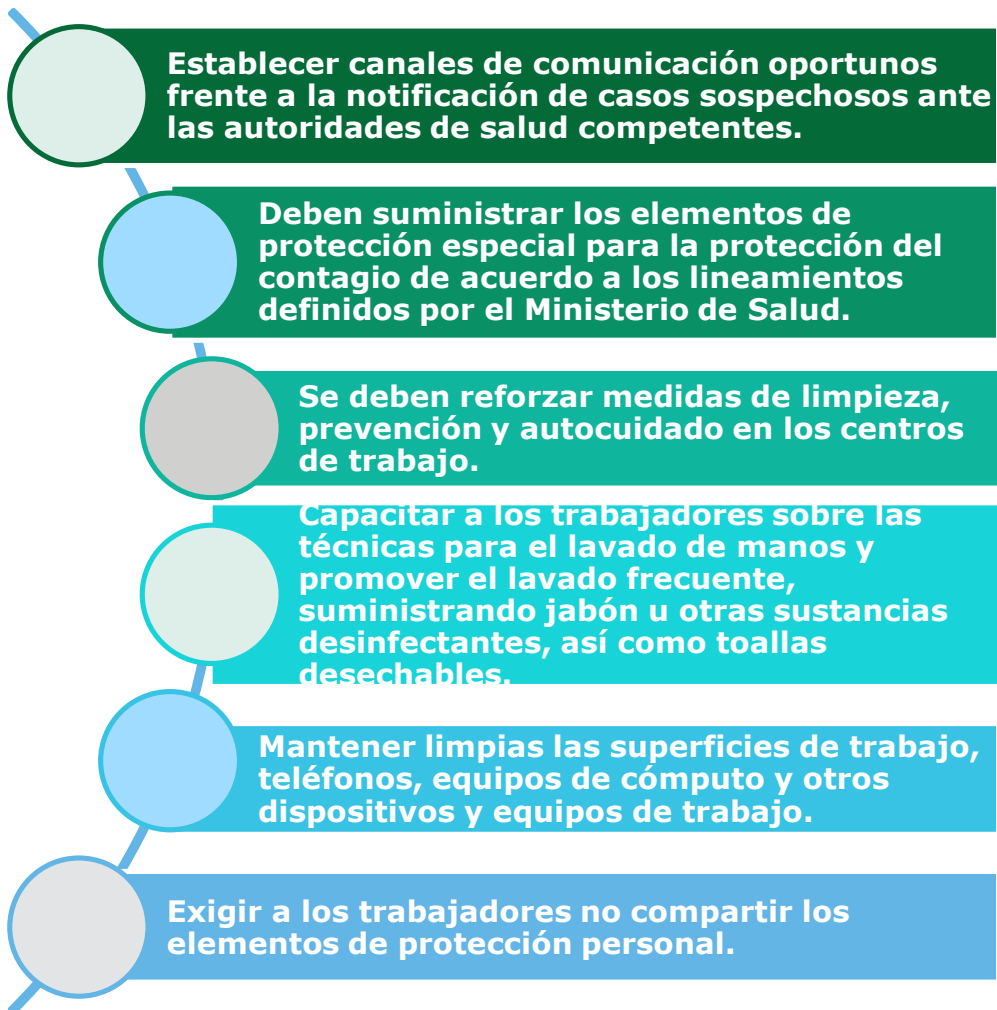 Establecer canales de comunicación oportunos
frente a la notificación de casos sospechosos ante
las autoridades de salud competentes.
Deben suministrar los elementos de
protección especial para la protección del
contagio de acuerdo a los lineamientos
definidos por el Ministerio de Salud.
Se deben reforzar medidas de limpieza,
prevención y autocuidado en los centros
de trabajo.
Capacitar a los trabajadores sobre las
técnicas para el lavado de manos y
promover el lavado frecuente,
suministrando jabón u otras sustancias
desinfectantes, así como toallas
desechables.
Mantener limpias las superficies de trabajo,
teléfonos, equipos de cómputo y otros
dispositivos y equipos de trabajo.
Exigir a los trabajadores no compartir los
elementos de protección personal.